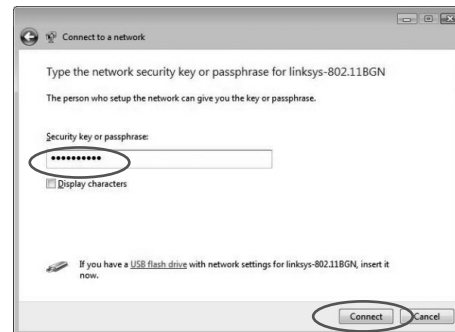 Connect to a network
Type the network security key or passphrase for linksys-802.11BGN
The person who setup the network can give you the key or passphrase.
Security key or passphrase:
••••••••••
Display characters
If you have a USB flash drive with network settings for linksys-802.11BGN, insert it
now.
Connect Cancel